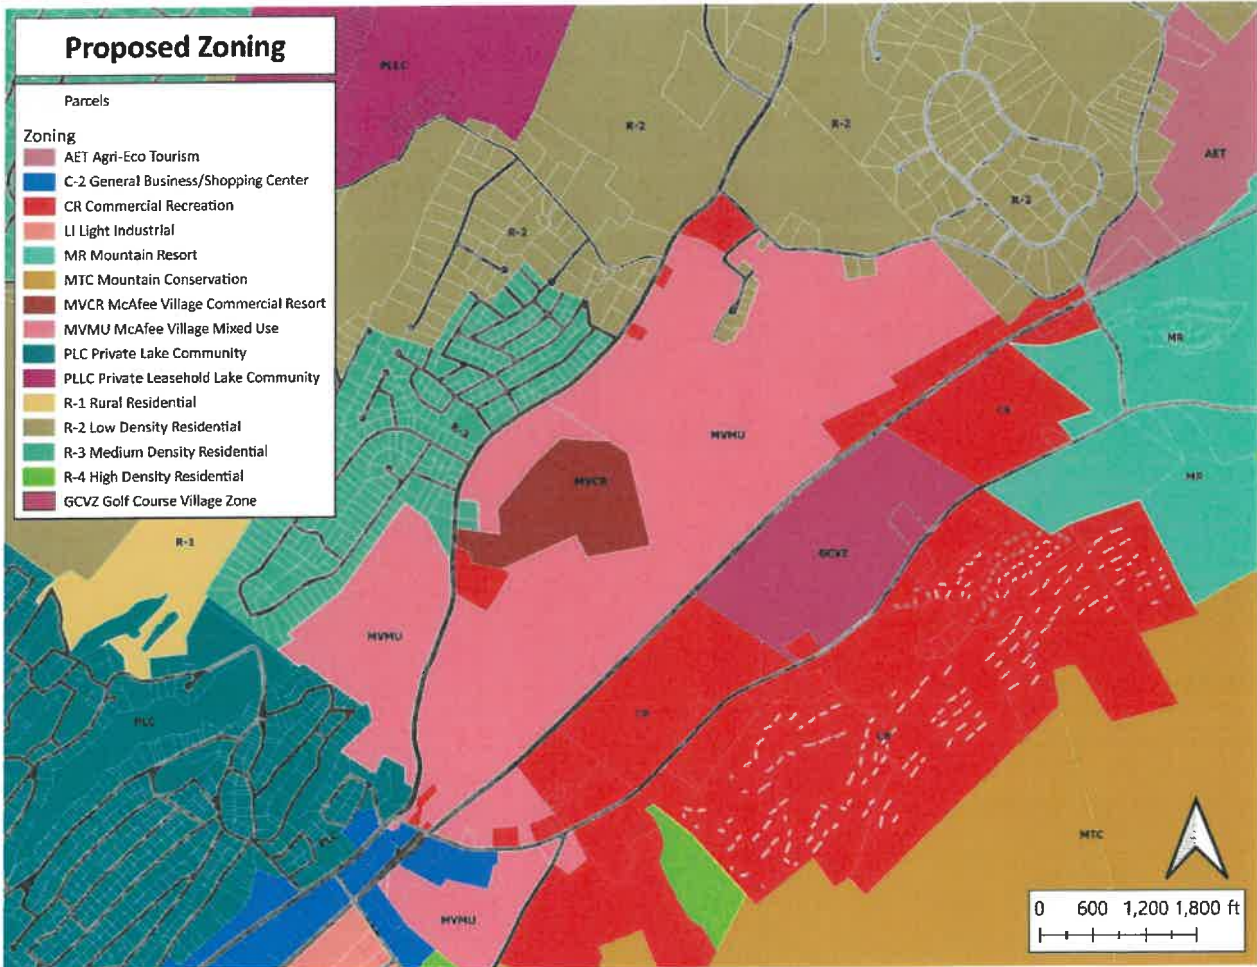 Proposed Zoning
Parcels
Zoning
AET Agri-Eco Tourism
C-2 General Business/Shopping Center
CR Commercial Recreation
LI Light Industrial
MR Mountain Resort
MTC Mountain Conservation
MVCR McAfee Village Commercial Resort
MVMU McAfee Village Mixed Use
PLC Private Lake Community
PLLC Private Leasehold Lake Community
R-1 Rural Residential
R-2 Low Density Residential
R-3 Medium Density Residential
R-4 High Density Residential
GCVZ Golf Course Village Zone
PLLC
R-2
R-2
AET
R-2
R-2
MR
CR
R-3
MVMU
MVCR
MR
R-1
GCVZ
MVMU
CR
PLC
CR
MTC
PLC
MVMU
0 600 1,200 1,800 ft